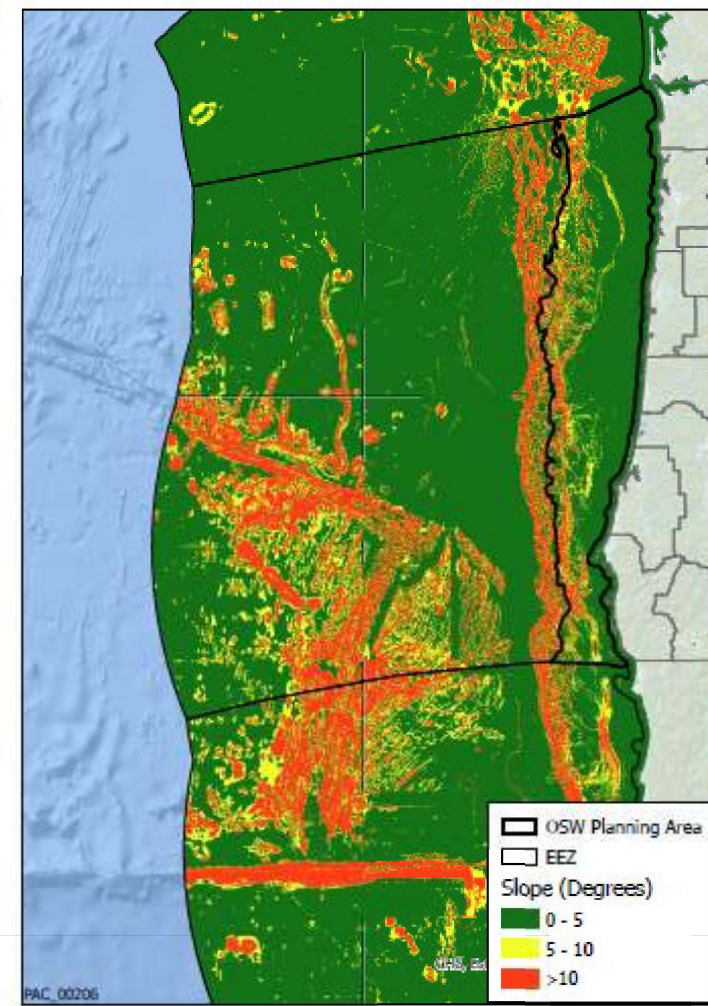 OSW Planning Area
EEZ
Slope (Degrees)
0 - 5
5 - 10
>10
PAC_00206